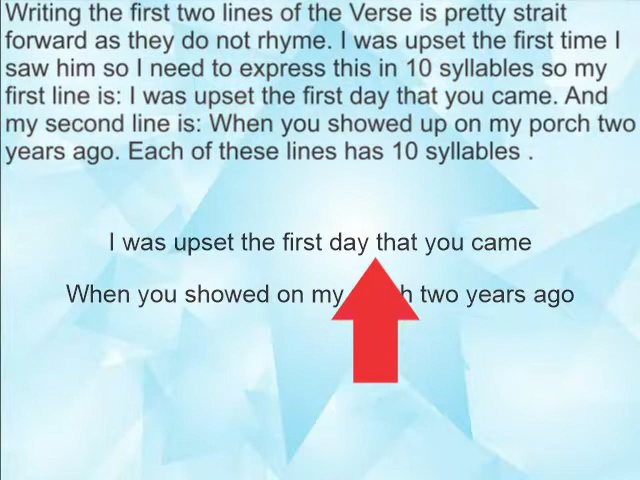 Writing the first two lines of the Verse is pretty strait
forward as they do not rhyme. I was upset the first time I
saw him so I need to express this in 10 syllables so my
first line is: I was upset the first day that you came. And
my second line is: When you showed up on my porch two
years ago. Each of these lines has 10 syllables .
I was upset the first day that you came
When you showed on my two years ago